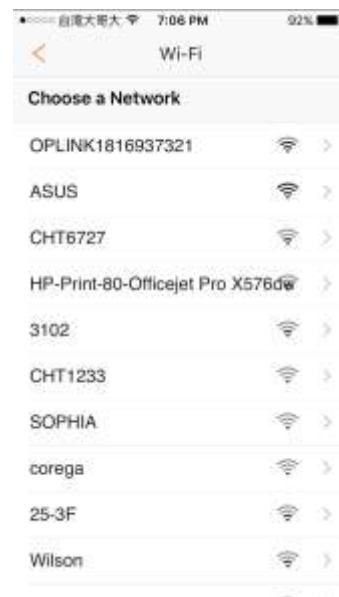 台灣大哥大 7:06 PM 92%
Wi-Fi
Choose a Network
OPLINK1816937321
ASUS
CHT6727
HP-Print-80-Officejet Pro X576dw
3102
CHT1233
SOPHIA
corega
25-3F
Wilson